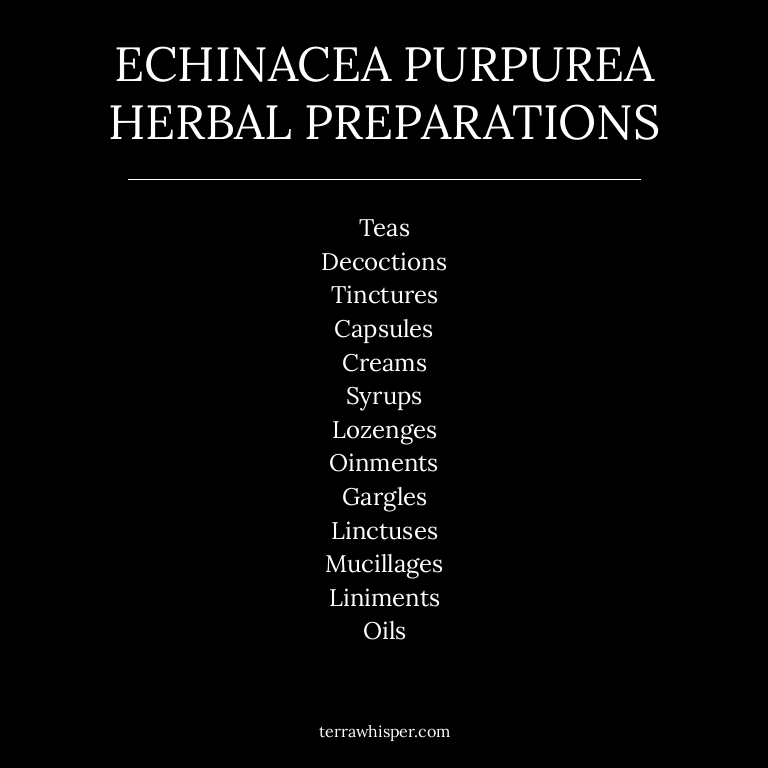 ECHINACEA PURPUREA
HERBAL PREPARATIONS
Teas
Decoctions
Tinctures
Capsules
Creams
Syrups
Lozenges
Oinments
Gargles
Linctuses
Mucillages
Liniments
Oils
terrawhisper.com